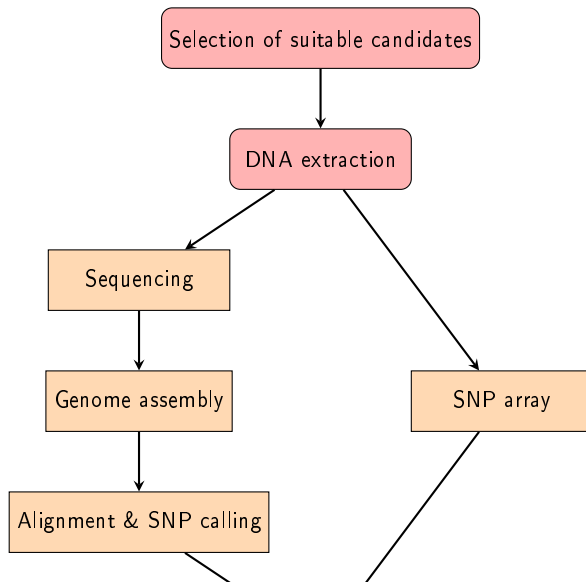 Selection of suitable candidates
DNA extraction
Sequencing
Genome assembly
SNP array
Alignment & SNP calling